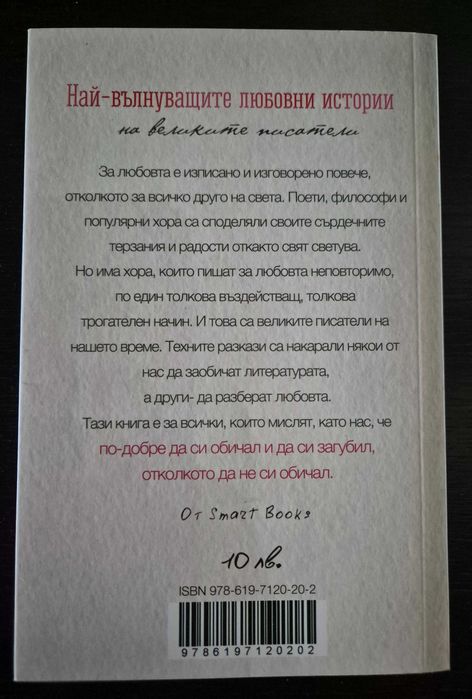 Най-вълнуващите любовни истории
на великите писатели
За любовта е изписано и изговорено повече,
отколкото за всичко друго на света. Поети, философи и
популярни хора са споделяли своите сърдечните
терзания и радости откакто свят светува.
Но има хора, които пишат за любовта неповторимо,
по един толкова въздействащ, толкова
трогателен начин. И това са великите писатели на
нашето време. Техните разкази са накарали някои от
нас да заобичат литературата,
а други- да разберат любовта.
Тази книга е за всички, които мислят, като нас, че
по-добре да си обичал и да си загубил,
отколкото да не си обичал.
От Smart Books
10 лв.
ISBN 978-619-7120-20-2
9786197120202